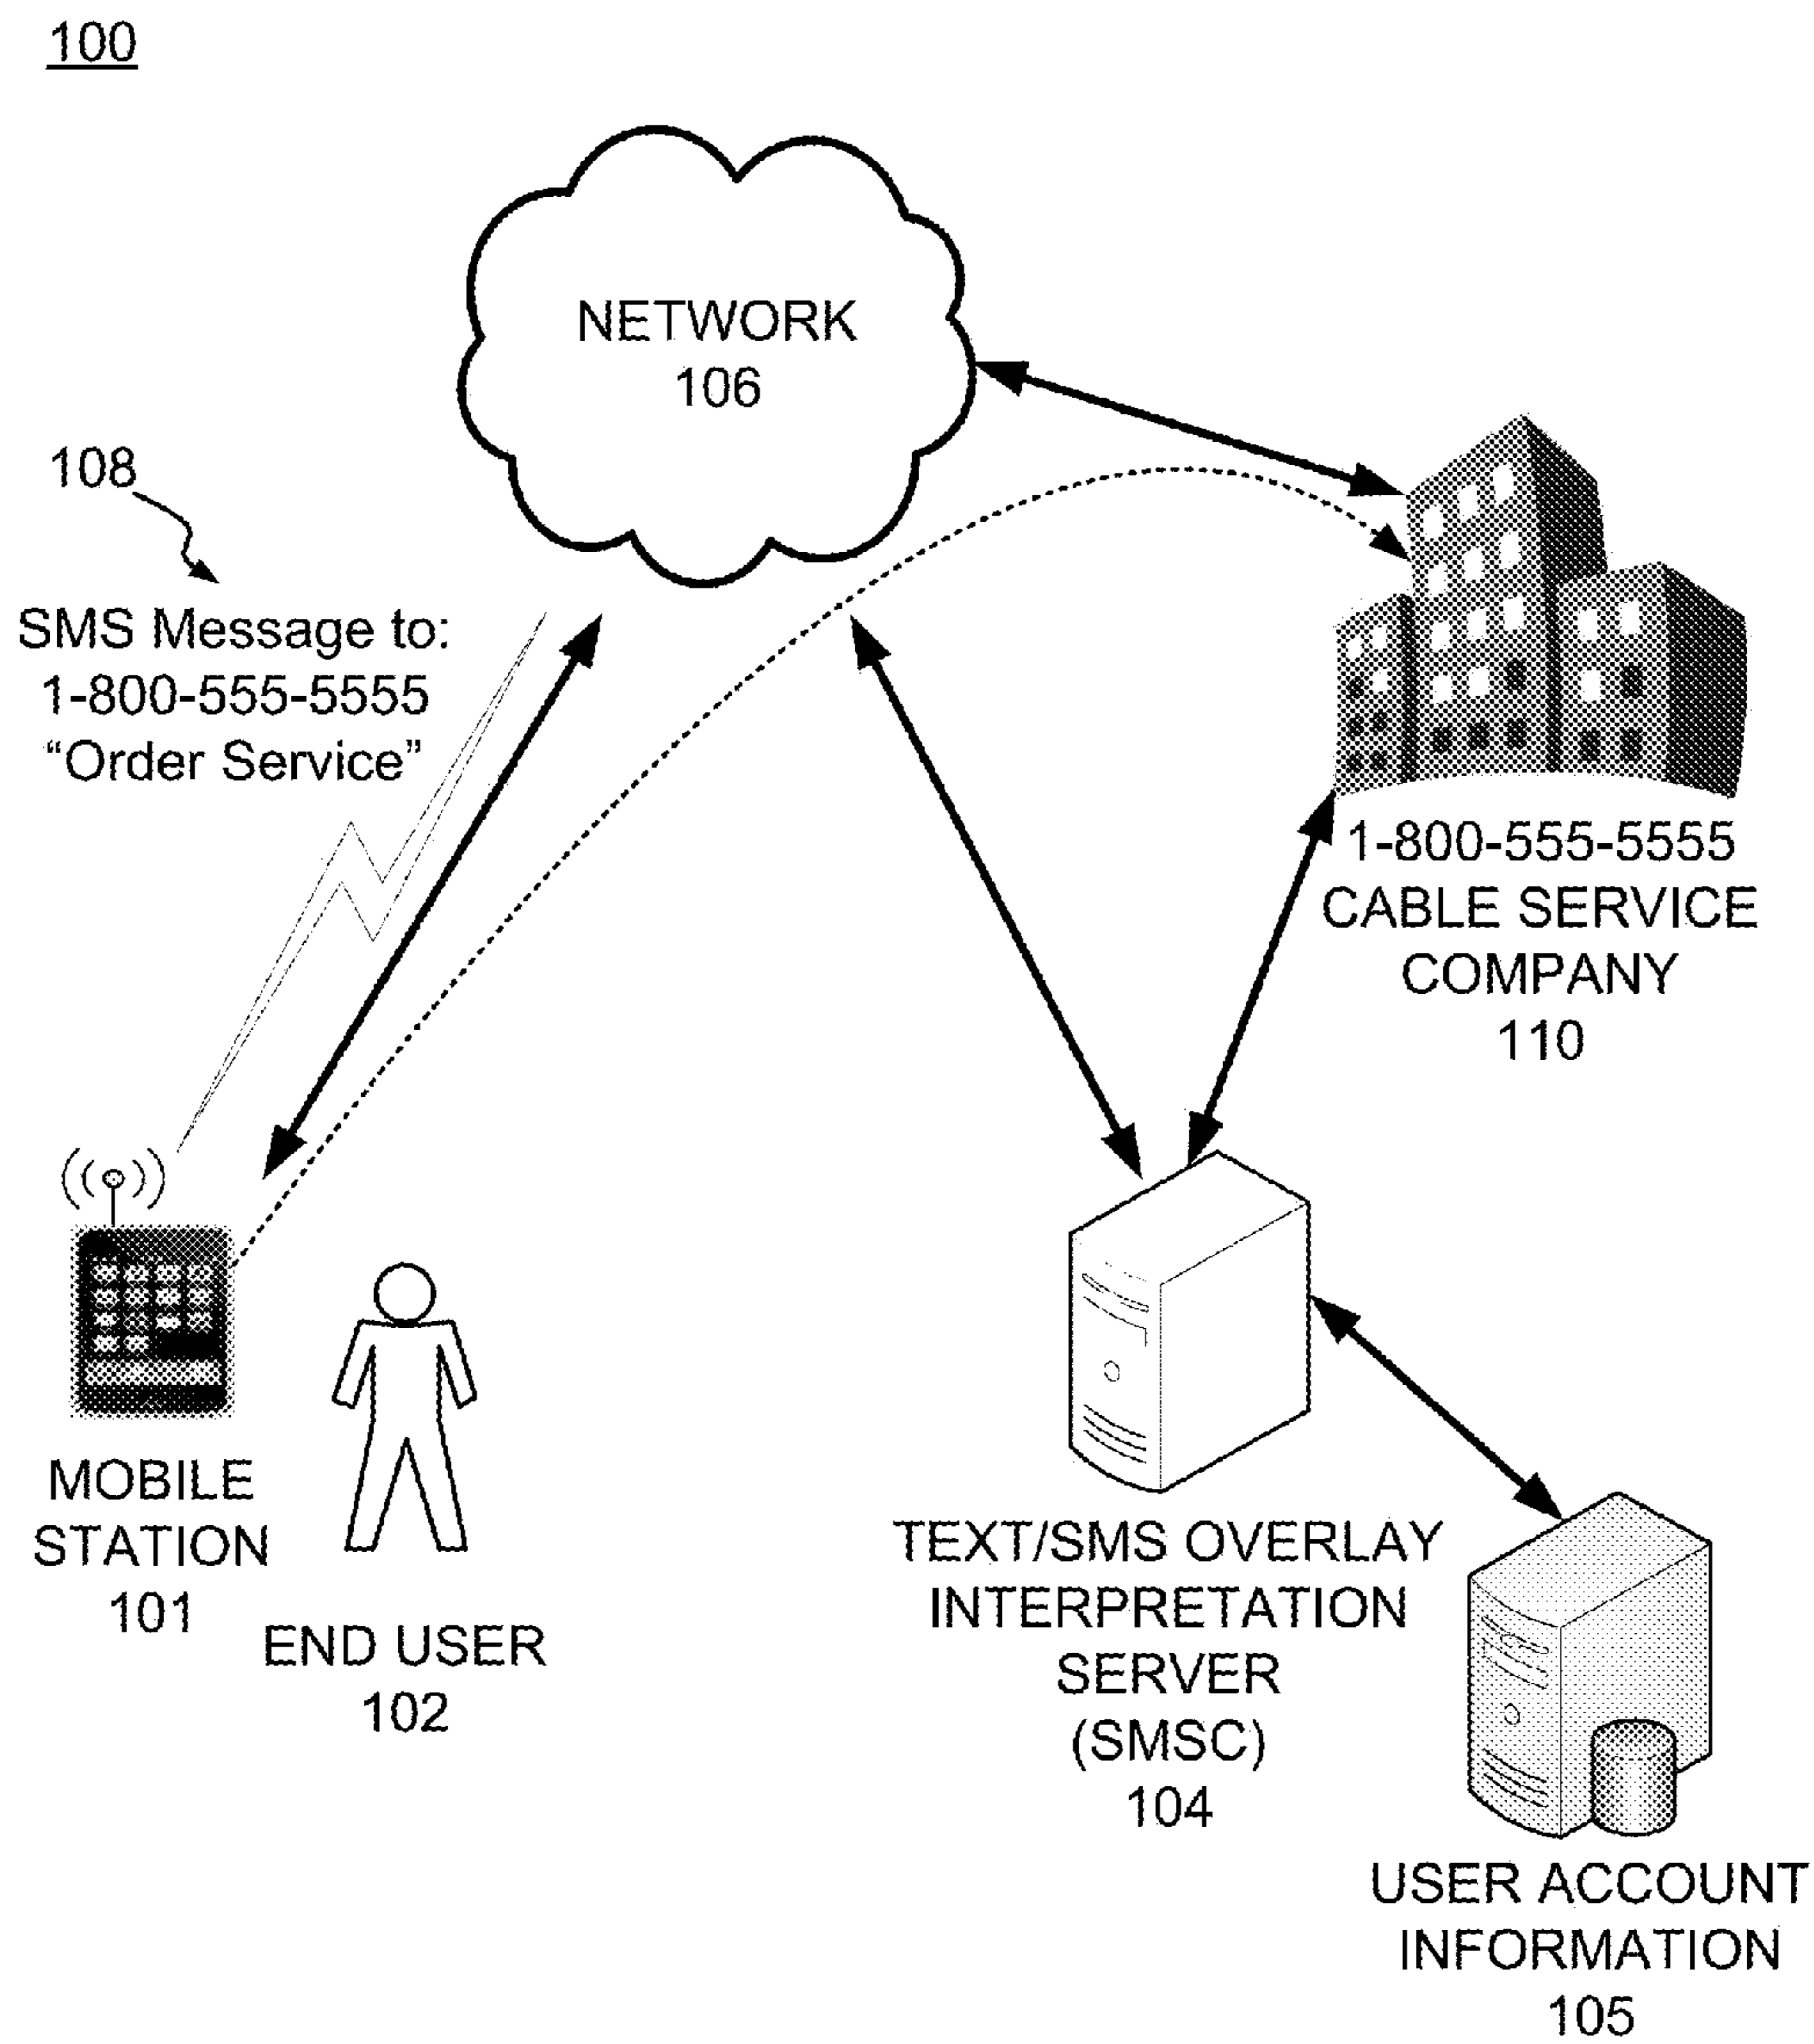 100
NETWORK
106
108
SMS Message to:
1-800-555-5555
“Order Service”
1-800-555-5555
CABLE SERVICE
COMPANY
110
MOBILE
STATION
101
END USER
102
TEXT/SMS OVERLAY
INTERPRETATION
SERVER
(SMSC)
104
USER ACCOUNT
INFORMATION
105